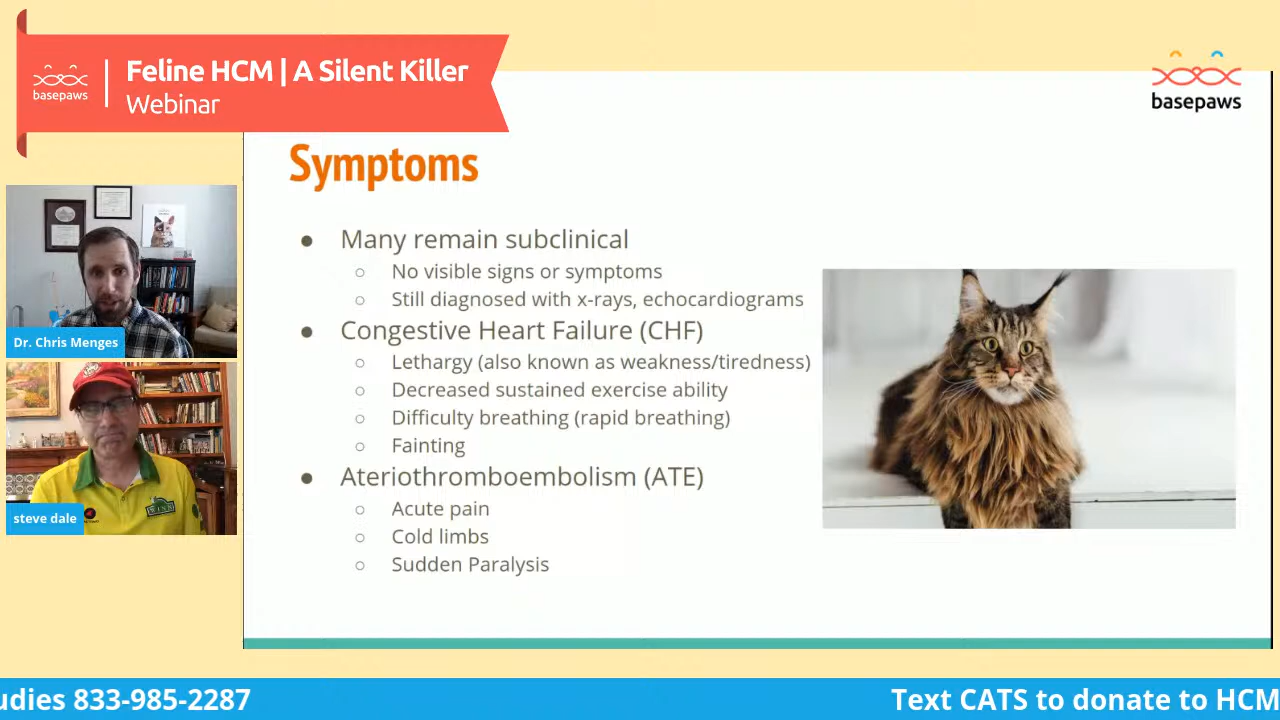 Feline HCM | A Silent Killer
basepaws
Webinar
basepaws
Symptoms
● Many remain subclinical
○ No visible signs or symptoms
○ Still diagnosed with x-rays, echocardiograms
● Congestive Heart Failure (CHF)
○ Lethargy (also known as weakness/tiredness)
○ Decreased sustained exercise ability
○ Difficulty breathing (rapid breathing)
○ Fainting
● Ateriothromboembolism (ATE)
○ Acute pain
○ Cold limbs
○ Sudden Paralysis
Dr. Chris Menges
steve dale
udies 833-985-2287
Text CATS to donate to HCM